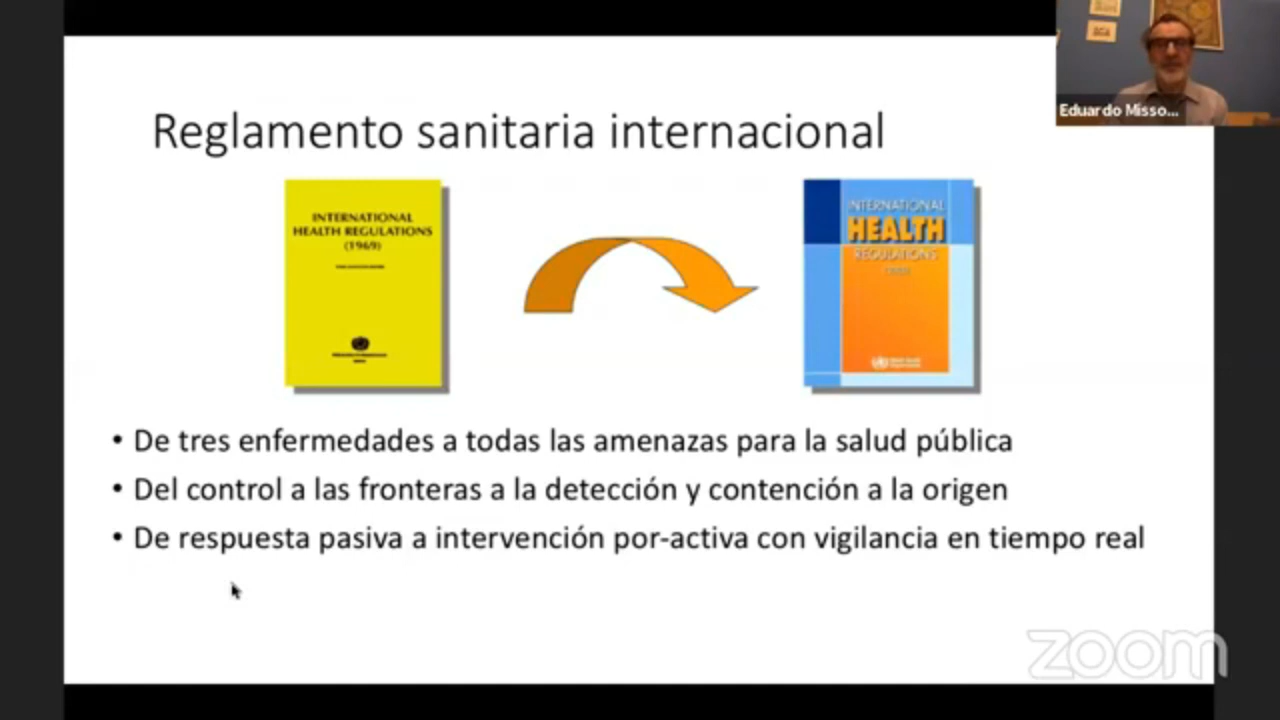 Eduardo Misso...
Reglamento sanitaria internacional
INTERNATIONAL
HEALTH REGULATIONS
(1969)
INTERNATIONAL
HEALTH
REGULATIONS
• De tres enfermedades a todas las amenazas para la salud pública
• Del control a las fronteras a la detección y contención a la origen
• De respuesta pasiva a intervención por-activa con vigilancia en tiempo real
zoom